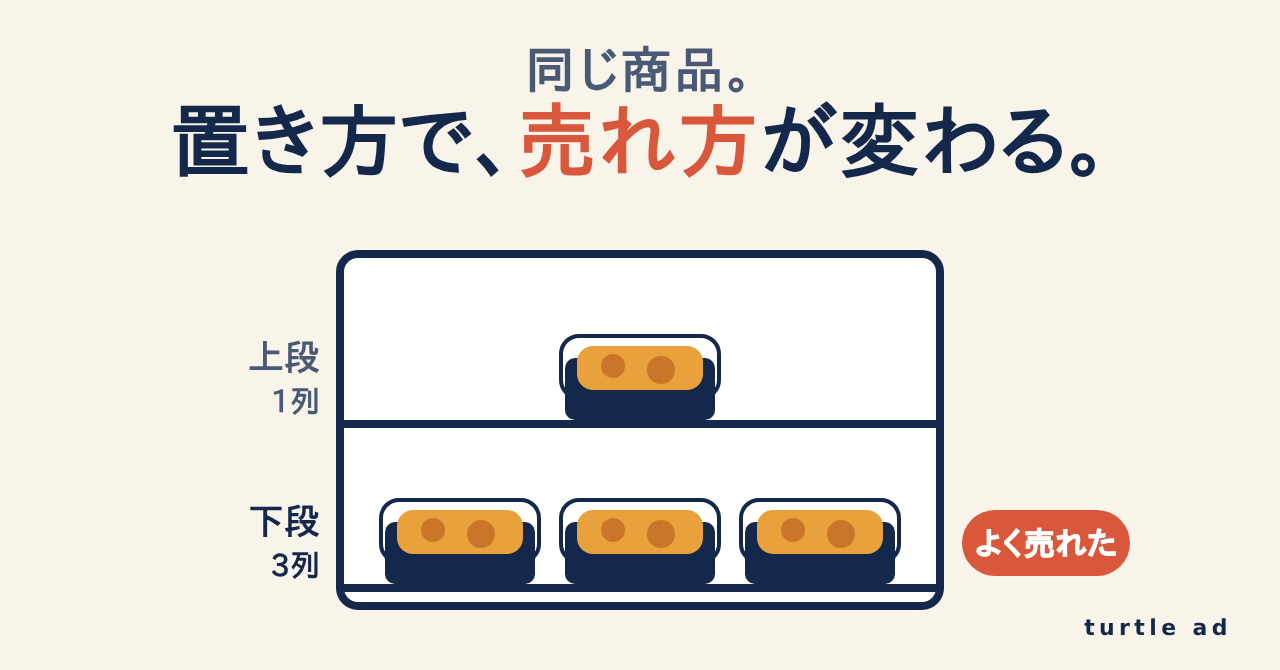 同じ商品。
置き方で、売れ方が変わる。
上段
1列
下段
3列
よく売れた
turtle ad